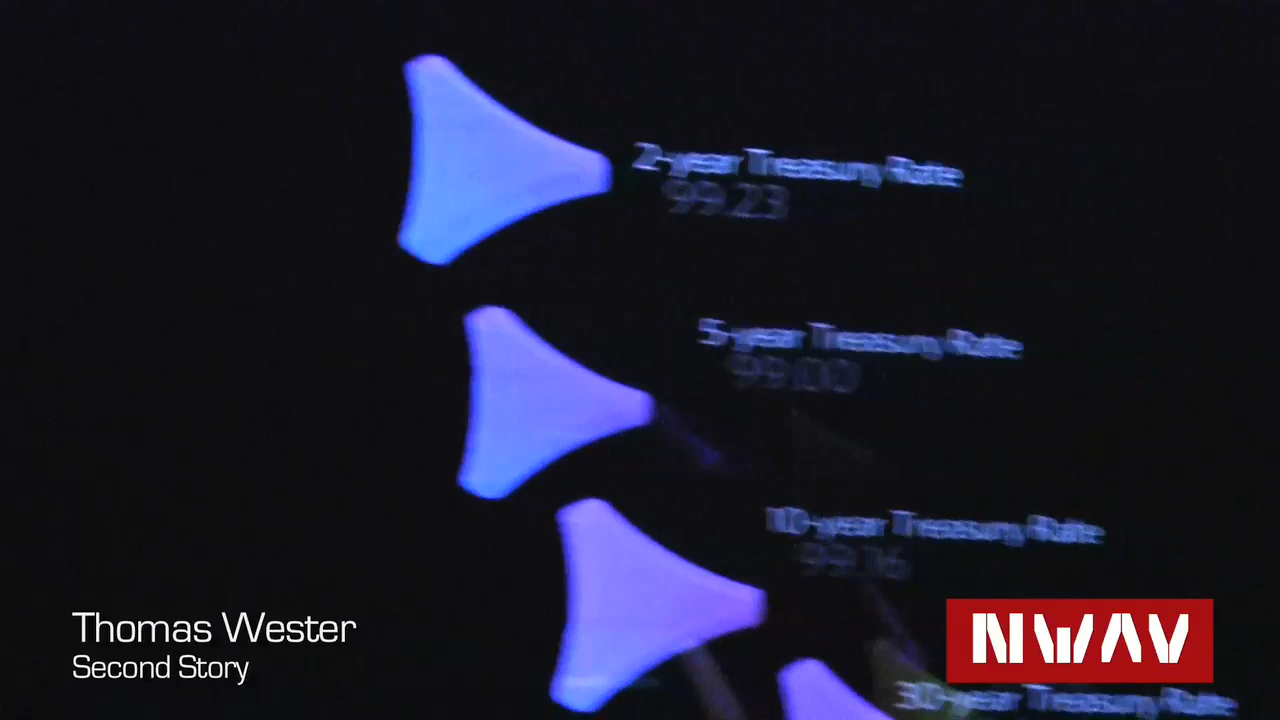 2-year Treasury Rate
99.23
5-year Treasury Rate
99.00
10-year Treasury Rate
99.16
30-year Treasury Rate
Thomas Wester
Second Story
NWAV